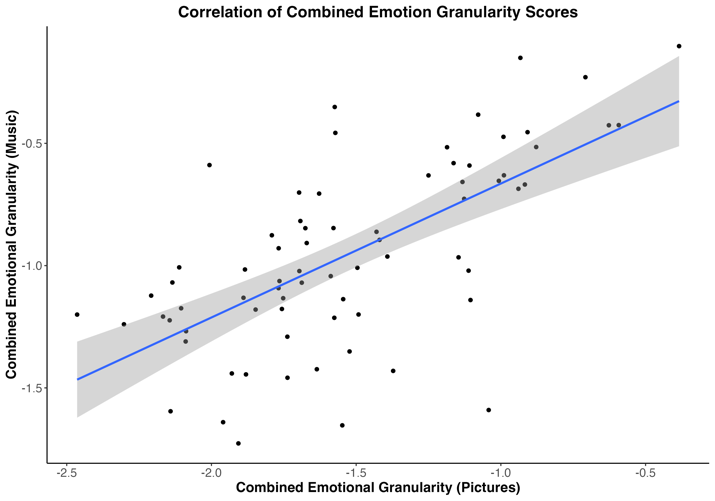 Correlation of Combined Emotion Granularity Scores
Combined Emotional Granularity (Music)
-0.5
-1.0
-1.5
-2.5 -2.0 -1.5 -1.0 -0.5
Combined Emotional Granularity (Pictures)